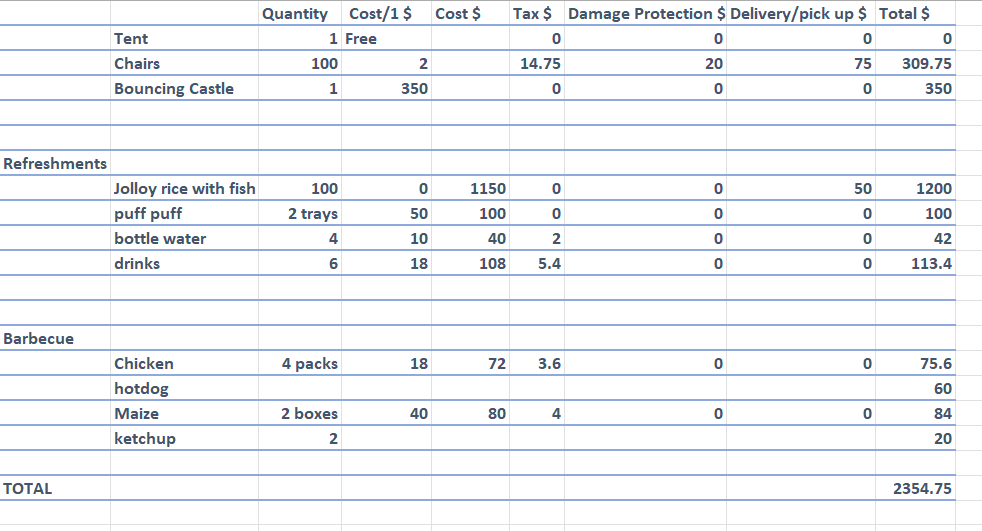 Quantity Cost/1 $ Cost $ Tax $ Damage Protection $ Delivery/pick up $ Total $
Tent 1 Free 0 0 0 0
Chairs 100 2 14.75 20 75 309.75
Bouncing Castle 1 350 0 0 0 350
Refreshments
Jolloy rice with fish 100 0 1150 0 0 50 1200
puff puff 2 trays 50 100 0 0 0 100
bottle water 4 10 40 2 0 0 42
drinks 6 18 108 5.4 0 0 113.4
Barbecue
Chicken 4 packs 18 72 3.6 0 0 75.6
hotdog 60
Maize 2 boxes 40 80 4 0 0 84
ketchup 2 20
TOTAL 2354.75